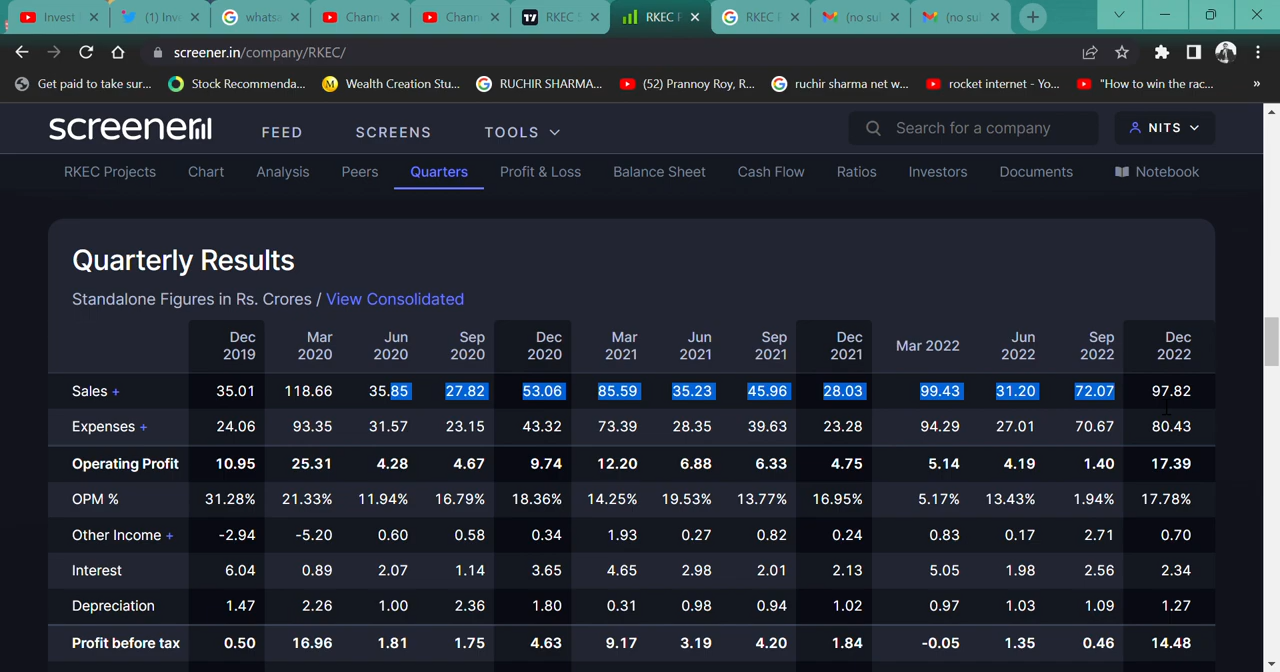 Invest
(1) Inve
whatsa
Chann
Chann
RKEC S
RKEC P
RKEC P
(no sul
(no sul
screener.in/company/RKEC/
Get paid to take sur...
Stock Recommenda...
Wealth Creation Stu...
RUCHIR SHARMA...
(52) Prannoy Roy, R...
ruchir sharma net w...
rocket internet - Yo...
"How to win the rac...
»
screener
FEED
SCREENS
TOOLS
Search for a company
NITS
RKEC Projects
Chart
Analysis
Peers
Quarters
Profit & Loss
Balance Sheet
Cash Flow
Ratios
Investors
Documents
Notebook
Quarterly Results
Standalone Figures in Rs. Crores / View Consolidated
Dec 2019 Mar 2020 Jun 2020 Sep 2020 Dec 2020 Mar 2021 Jun 2021 Sep 2021 Dec 2021 Mar 2022 Jun 2022 Sep 2022 Dec 2022
Sales + 35.01 118.66 35.85 27.82 53.06 85.59 35.23 45.96 28.03 99.43 31.20 72.07 97.82
Expenses + 24.06 93.35 31.57 23.15 43.32 73.39 28.35 39.63 23.28 94.29 27.01 70.67 80.43
Operating Profit 10.95 25.31 4.28 4.67 9.74 12.20 6.88 6.33 4.75 5.14 4.19 1.40 17.39
OPM % 31.28% 21.33% 11.94% 16.79% 18.36% 14.25% 19.53% 13.77% 16.95% 5.17% 13.43% 1.94% 17.78%
Other Income + -2.94 -5.20 0.60 0.58 0.34 1.93 0.27 0.82 0.24 0.83 0.17 2.71 0.70
Interest 6.04 0.89 2.07 1.14 3.65 4.65 2.98 2.01 2.13 5.05 1.98 2.56 2.34
Depreciation 1.47 2.26 1.00 2.36 1.80 0.31 0.98 0.94 1.02 0.97 1.03 1.09 1.27
Profit before tax 0.50 16.96 1.81 1.75 4.63 9.17 3.19 4.20 1.84 -0.05 1.35 0.46 14.48